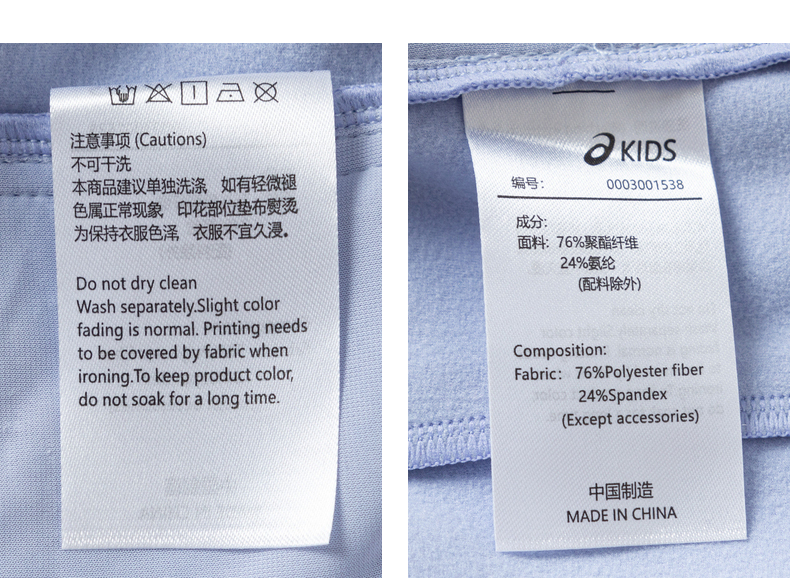 注意事项 (Cautions)
不可干洗
本商品建议单独洗涤 如有轻微褪
色属正常现象 印花部位垫布熨烫
为保持衣服色泽, 衣服不宜久浸。
Do not dry clean
Wash separately.Slight color
fading is normal. Printing needs
to be covered by fabric when
ironing.To keep product color,
do not soak for a long time.
KIDS
编号: 0003001538
成分:
面料: 76%聚酯纤维
24%氨纶
(配料除外)
Composition:
Fabric: 76%Polyester fiber
24%Spandex
(Except accessories)
中国制造
MADE IN CHINA